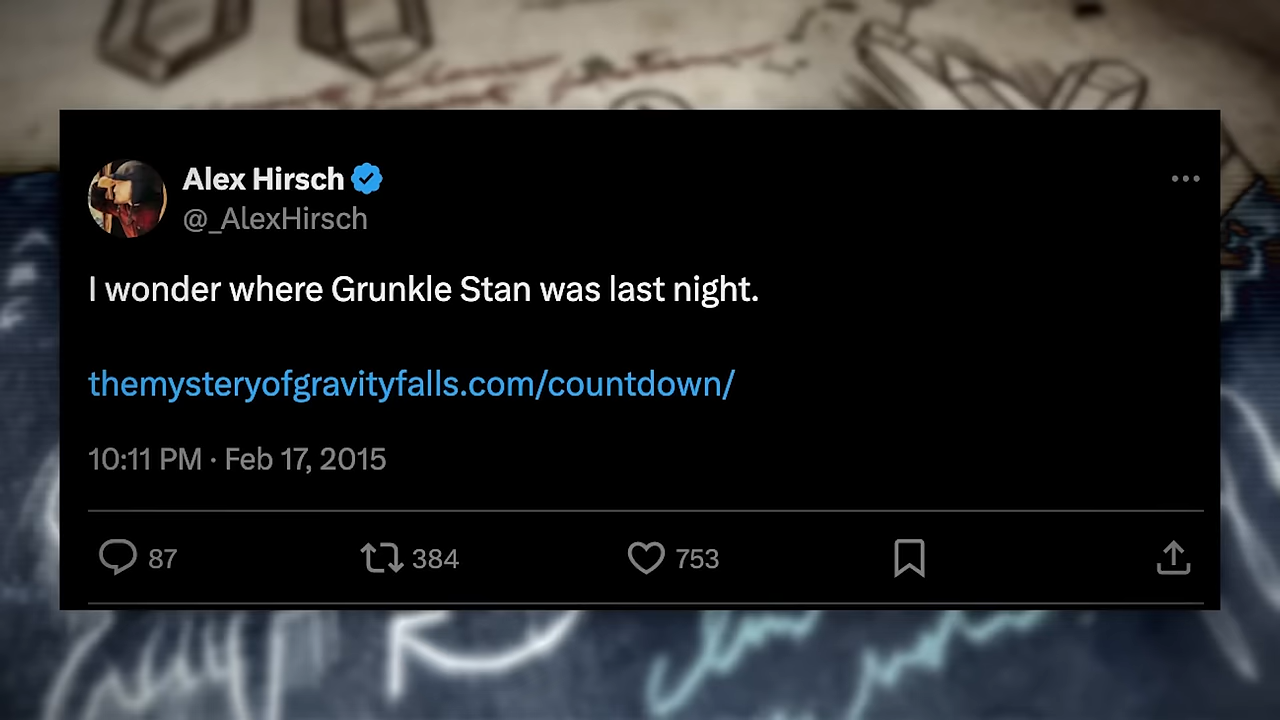 Alex Hirsch
@_AlexHirsch
I wonder where Grunkle Stan was last night.
themysteryofgravityfalls.com/countdown/
10:11 PM · Feb 17, 2015
87 384 753